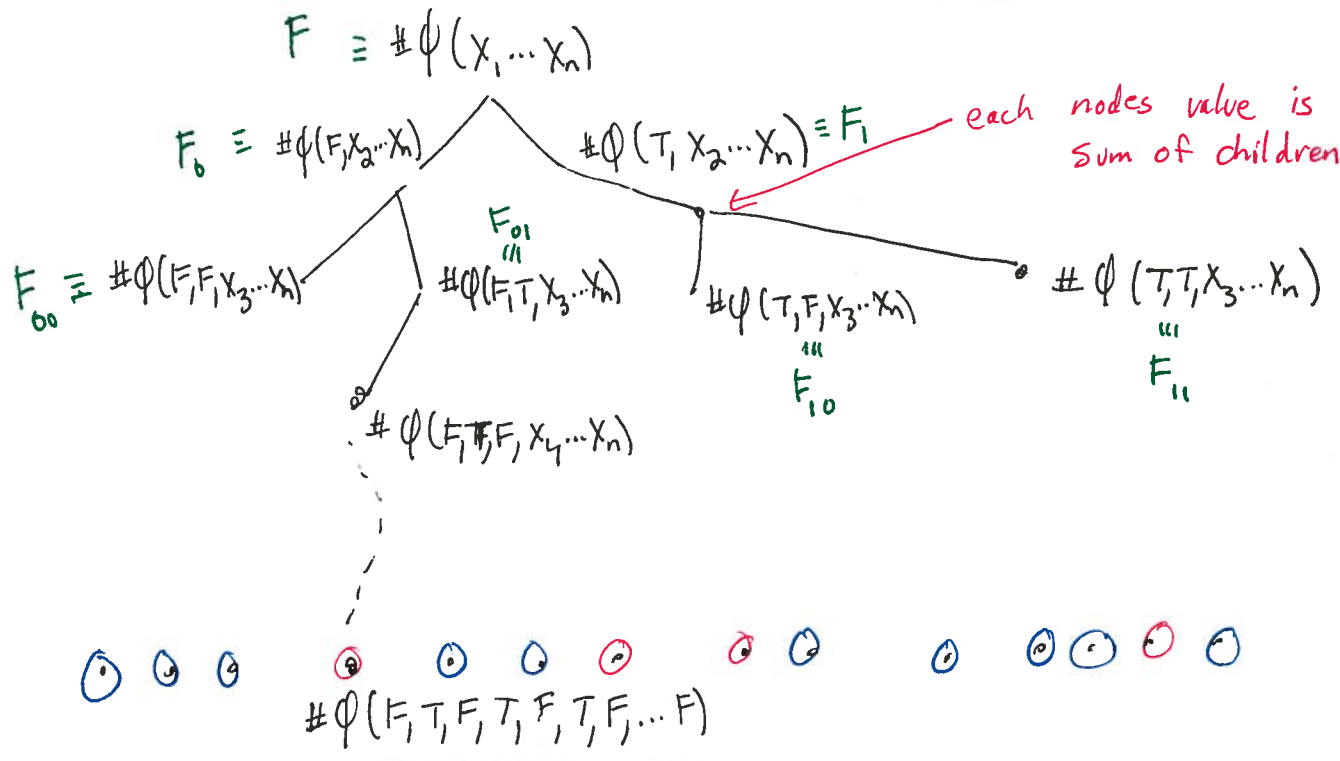 F ≡ #φ(X₁...Xₙ)
F₀ ≡ #φ(F,X₂...Xₙ)
#φ(T, X₂...Xₙ) ≡ F₁
each nodes value is
sum of children
F₀₀ ≡ #φ(F,F,X₃...Xₙ)
F₀₁
≡
#φ(F,T,X₃...Xₙ)
#φ(T,F,X₃...Xₙ)
≡
F₁₀
#φ(T,T,X₃...Xₙ)
≡
F₁₁
#φ(F,T,F,X₄...Xₙ)
#φ(F,T,F,T,F,T,F,...F)